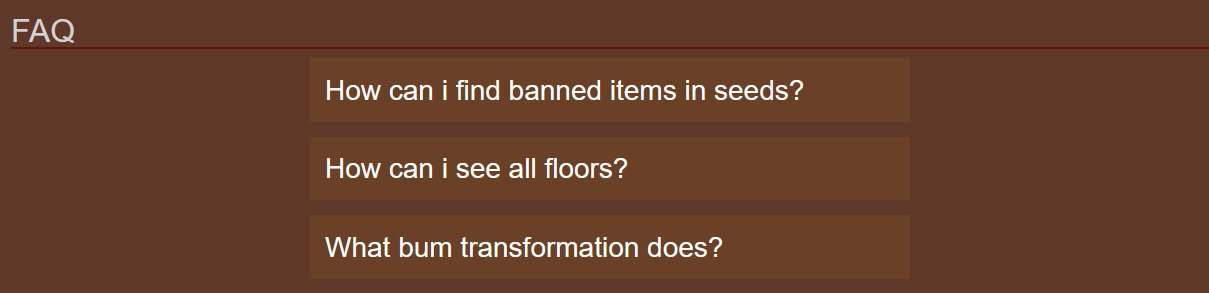 FAQ
How can i find banned items in seeds?
How can i see all floors?
What bum transformation does?